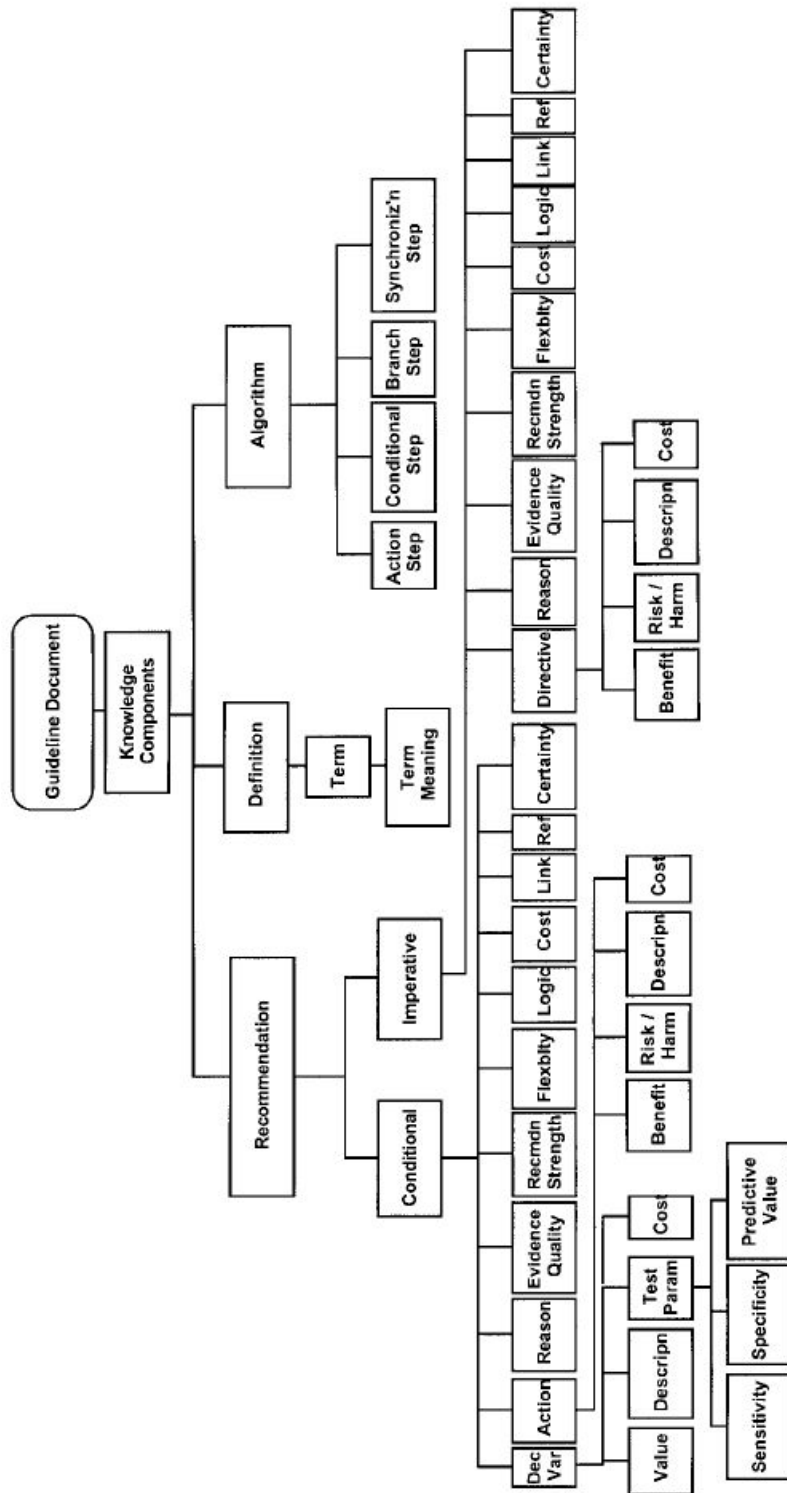 Guideline Document
Knowledge
Components
Recommendation
Definition
Algorithm
Conditional
Imperative
Term
Term
Meaning
Action
Step
Conditional
Step
Branch
Step
Synchroniz'n
Step
Dec
Var
Action
Reason
Evidence
Quality
Recmdn
Strength
Flexblty
Logic
Cost
Link
Ref
Certainty
Directive
Reason
Evidence
Quality
Recmdn
Strength
Flexblty
Cost
Logic
Link
Ref
Certainty
Value
Descripn
Test
Param
Cost
Benefit
Risk /
Harm
Descripn
Cost
Benefit
Risk /
Harm
Descripn
Cost
Sensitivity
Specificity
Predictive
Value